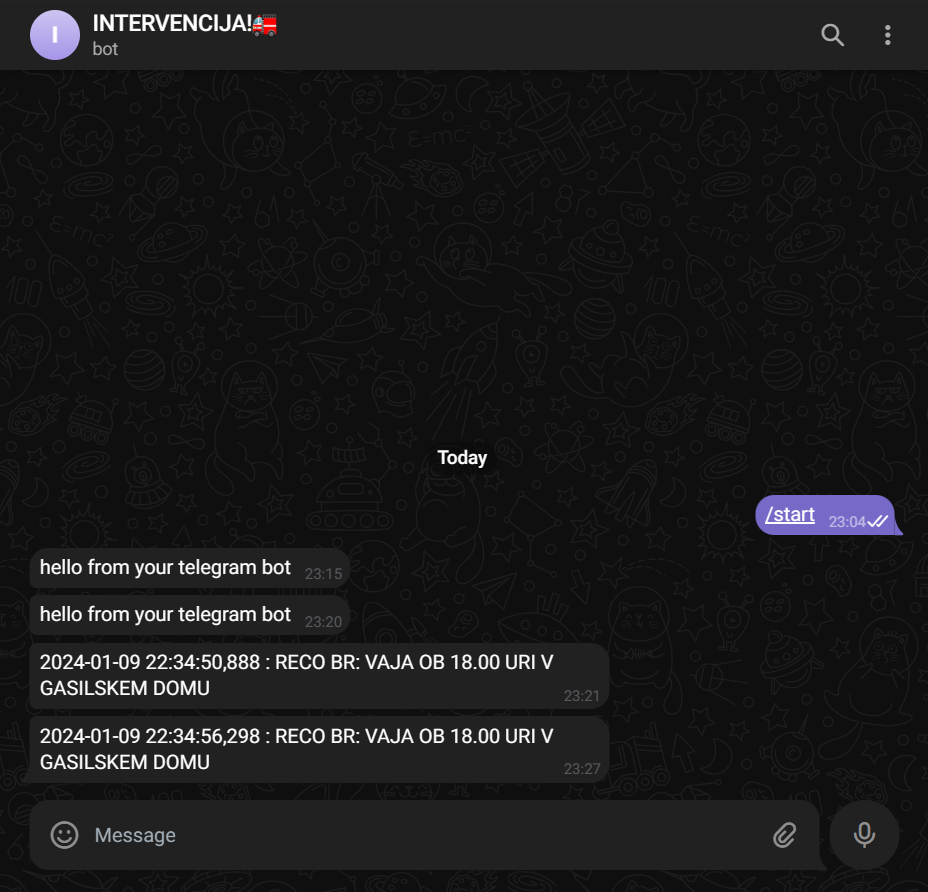 I
INTERVENCIJA!🚒
bot
Today
/start 23:04
hello from your telegram bot 23:15
hello from your telegram bot 23:20
2024-01-09 22:34:50,888 : RECO BR: VAJA OB 18.00 URI V
GASILSKEM DOMU 23:21
2024-01-09 22:34:56,298 : RECO BR: VAJA OB 18.00 URI V
GASILSKEM DOMU 23:27
Message